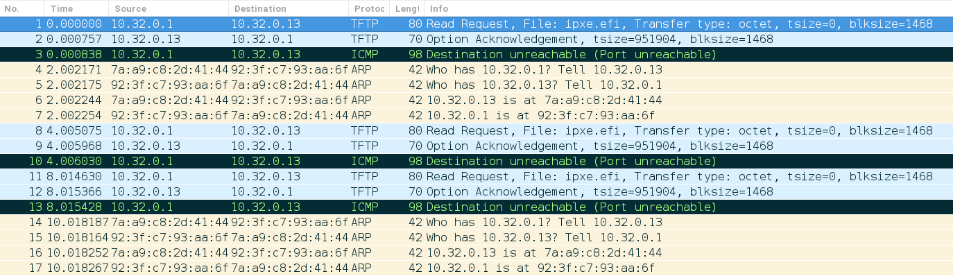 No. Time Source Destination Protoc Lengl Info
1 0.000000 10.32.0.1 10.32.0.13 TFTP 80 Read Request, File: ipxe.efi, Transfer type: octet, tsize=0, blksize=1468
2 0.000757 10.32.0.13 10.32.0.1 TFTP 70 Option Acknowledgement, tsize=951904, blksize=1468
3 0.000838 10.32.0.1 10.32.0.13 ICMP 98 Destination unreachable (Port unreachable)
4 2.002171 7a:a9:c8:2d:41:44 92:3f:c7:93:aa:6f ARP 42 Who has 10.32.0.1? Tell 10.32.0.13
5 2.002175 92:3f:c7:93:aa:6f 7a:a9:c8:2d:41:44 ARP 42 Who has 10.32.0.13? Tell 10.32.0.1
6 2.002244 7a:a9:c8:2d:41:44 92:3f:c7:93:aa:6f ARP 42 10.32.0.13 is at 7a:a9:c8:2d:41:44
7 2.002254 92:3f:c7:93:aa:6f 7a:a9:c8:2d:41:44 ARP 42 10.32.0.1 is at 92:3f:c7:93:aa:6f
8 4.005075 10.32.0.1 10.32.0.13 TFTP 80 Read Request, File: ipxe.efi, Transfer type: octet, tsize=0, blksize=1468
9 4.005968 10.32.0.13 10.32.0.1 TFTP 70 Option Acknowledgement, tsize=951904, blksize=1468
10 4.006030 10.32.0.1 10.32.0.13 ICMP 98 Destination unreachable (Port unreachable)
11 8.014630 10.32.0.1 10.32.0.13 TFTP 80 Read Request, File: ipxe.efi, Transfer type: octet, tsize=0, blksize=1468
12 8.015366 10.32.0.13 10.32.0.1 TFTP 70 Option Acknowledgement, tsize=951904, blksize=1468
13 8.015428 10.32.0.1 10.32.0.13 ICMP 98 Destination unreachable (Port unreachable)
14 10.018187 7a:a9:c8:2d:41:44 92:3f:c7:93:aa:6f ARP 42 Who has 10.32.0.1? Tell 10.32.0.13
15 10.018164 92:3f:c7:93:aa:6f 7a:a9:c8:2d:41:44 ARP 42 Who has 10.32.0.13? Tell 10.32.0.1
16 10.018252 7a:a9:c8:2d:41:44 92:3f:c7:93:aa:6f ARP 42 10.32.0.13 is at 7a:a9:c8:2d:41:44
17 10.018267 92:3f:c7:93:aa:6f 7a:a9:c8:2d:41:44 ARP 42 10.32.0.1 is at 92:3f:c7:93:aa:6f